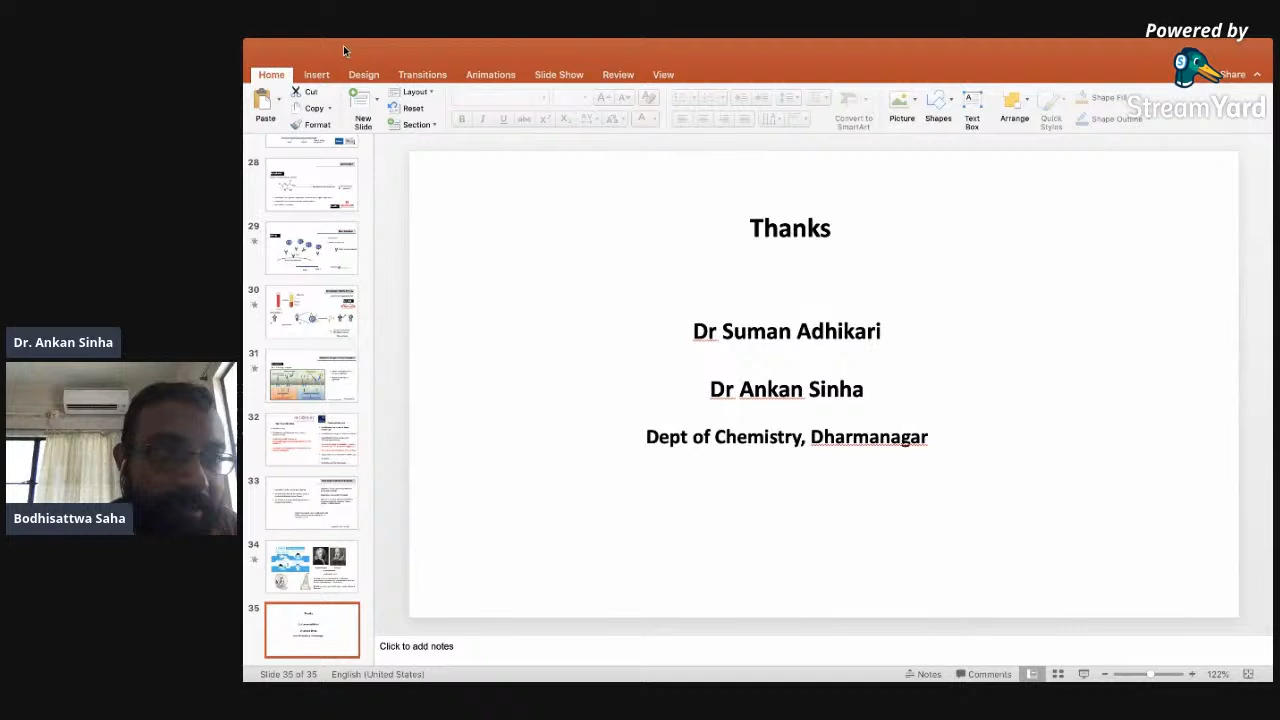 Powered by
StreamYard
Home Insert Design Transitions Animations Slide Show Review View Share
Paste Cut Copy Format
New Slide Layout Reset Section
Convert to SmartArt
Picture Shapes Text Box Arrange Quick Styles Shape Fill Shape Outline
Dr. Ankan Sinha
Bodhisattwa Saha
28
29
30
31
32
33
34
35
Thanks
Dr Suman Adhikari
Dr Ankan Sinha
Dept of Chemistry, Dharmanagar
Click to add notes
Slide 35 of 35 English (United States) Notes Comments 122%